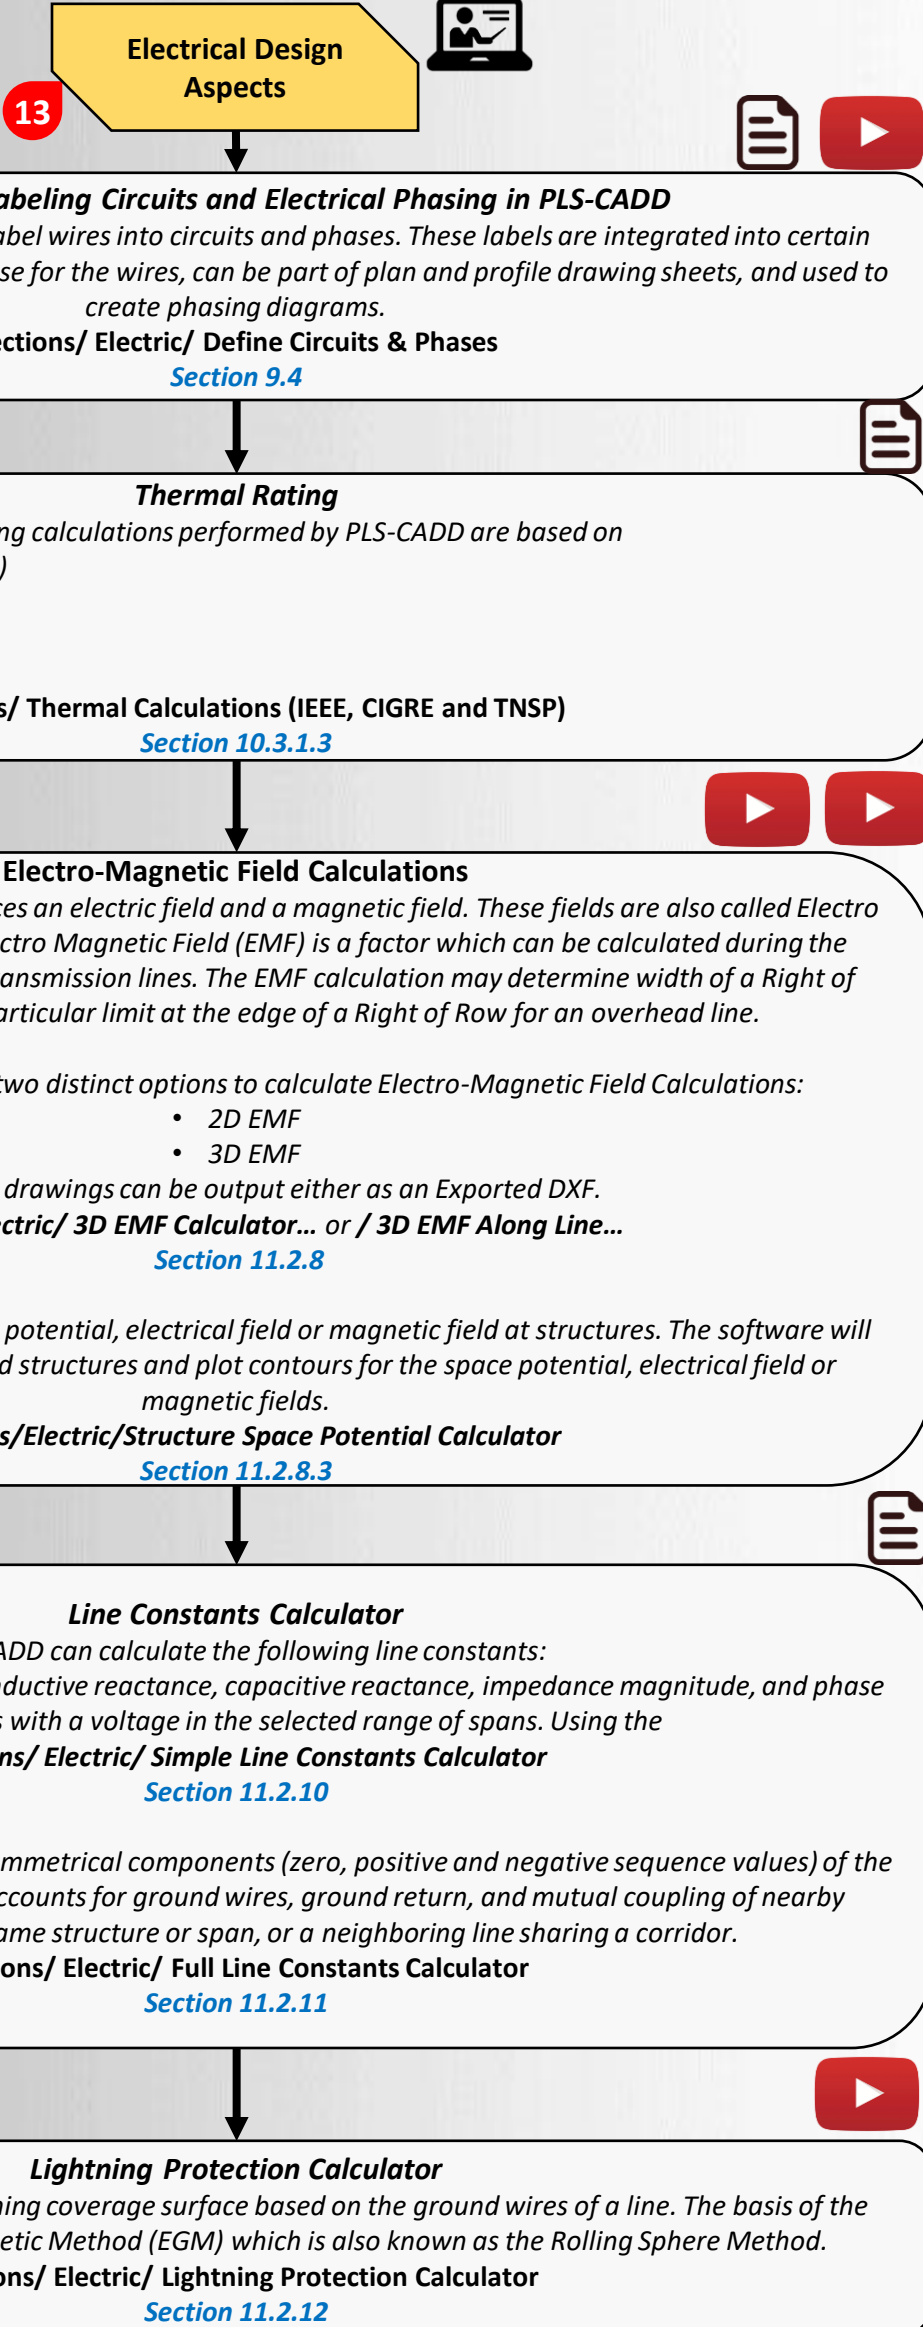 Electrical Design
Aspects
13
abeling Circuits and Electrical Phasing in PLS-CADD
abel wires into circuits and phases. These labels are integrated into certain
se for the wires, can be part of plan and profile drawing sheets, and used to
create phasing diagrams.
ections/ Electric/ Define Circuits & Phases
Section 9.4
Thermal Rating
ng calculations performed by PLS-CADD are based on
)
s/ Thermal Calculations (IEEE, CIGRE and TNSP)
Section 10.3.1.3
Electro-Magnetic Field Calculations
ces an electric field and a magnetic field. These fields are also called Electro
ectro Magnetic Field (EMF) is a factor which can be calculated during the
ransmission lines. The EMF calculation may determine width of a Right of
articular limit at the edge of a Right of Row for an overhead line.
two distinct options to calculate Electro-Magnetic Field Calculations:
• 2D EMF
• 3D EMF
drawings can be output either as an Exported DXF.
ectric/ 3D EMF Calculator... or / 3D EMF Along Line...
Section 11.2.8
potential, electrical field or magnetic field at structures. The software will
d structures and plot contours for the space potential, electrical field or
magnetic fields.
s/Electric/Structure Space Potential Calculator
Section 11.2.8.3
Line Constants Calculator
ADD can calculate the following line constants:
nductive reactance, capacitive reactance, impedance magnitude, and phase
s with a voltage in the selected range of spans. Using the
ns/ Electric/ Simple Line Constants Calculator
Section 11.2.10
mmetrical components (zero, positive and negative sequence values) of the
ccounts for ground wires, ground return, and mutual coupling of nearby
ame structure or span, or a neighboring line sharing a corridor.
ons/ Electric/ Full Line Constants Calculator
Section 11.2.11
Lightning Protection Calculator
ning coverage surface based on the ground wires of a line. The basis of the
etic Method (EGM) which is also known as the Rolling Sphere Method.
ons/ Electric/ Lightning Protection Calculator
Section 11.2.12